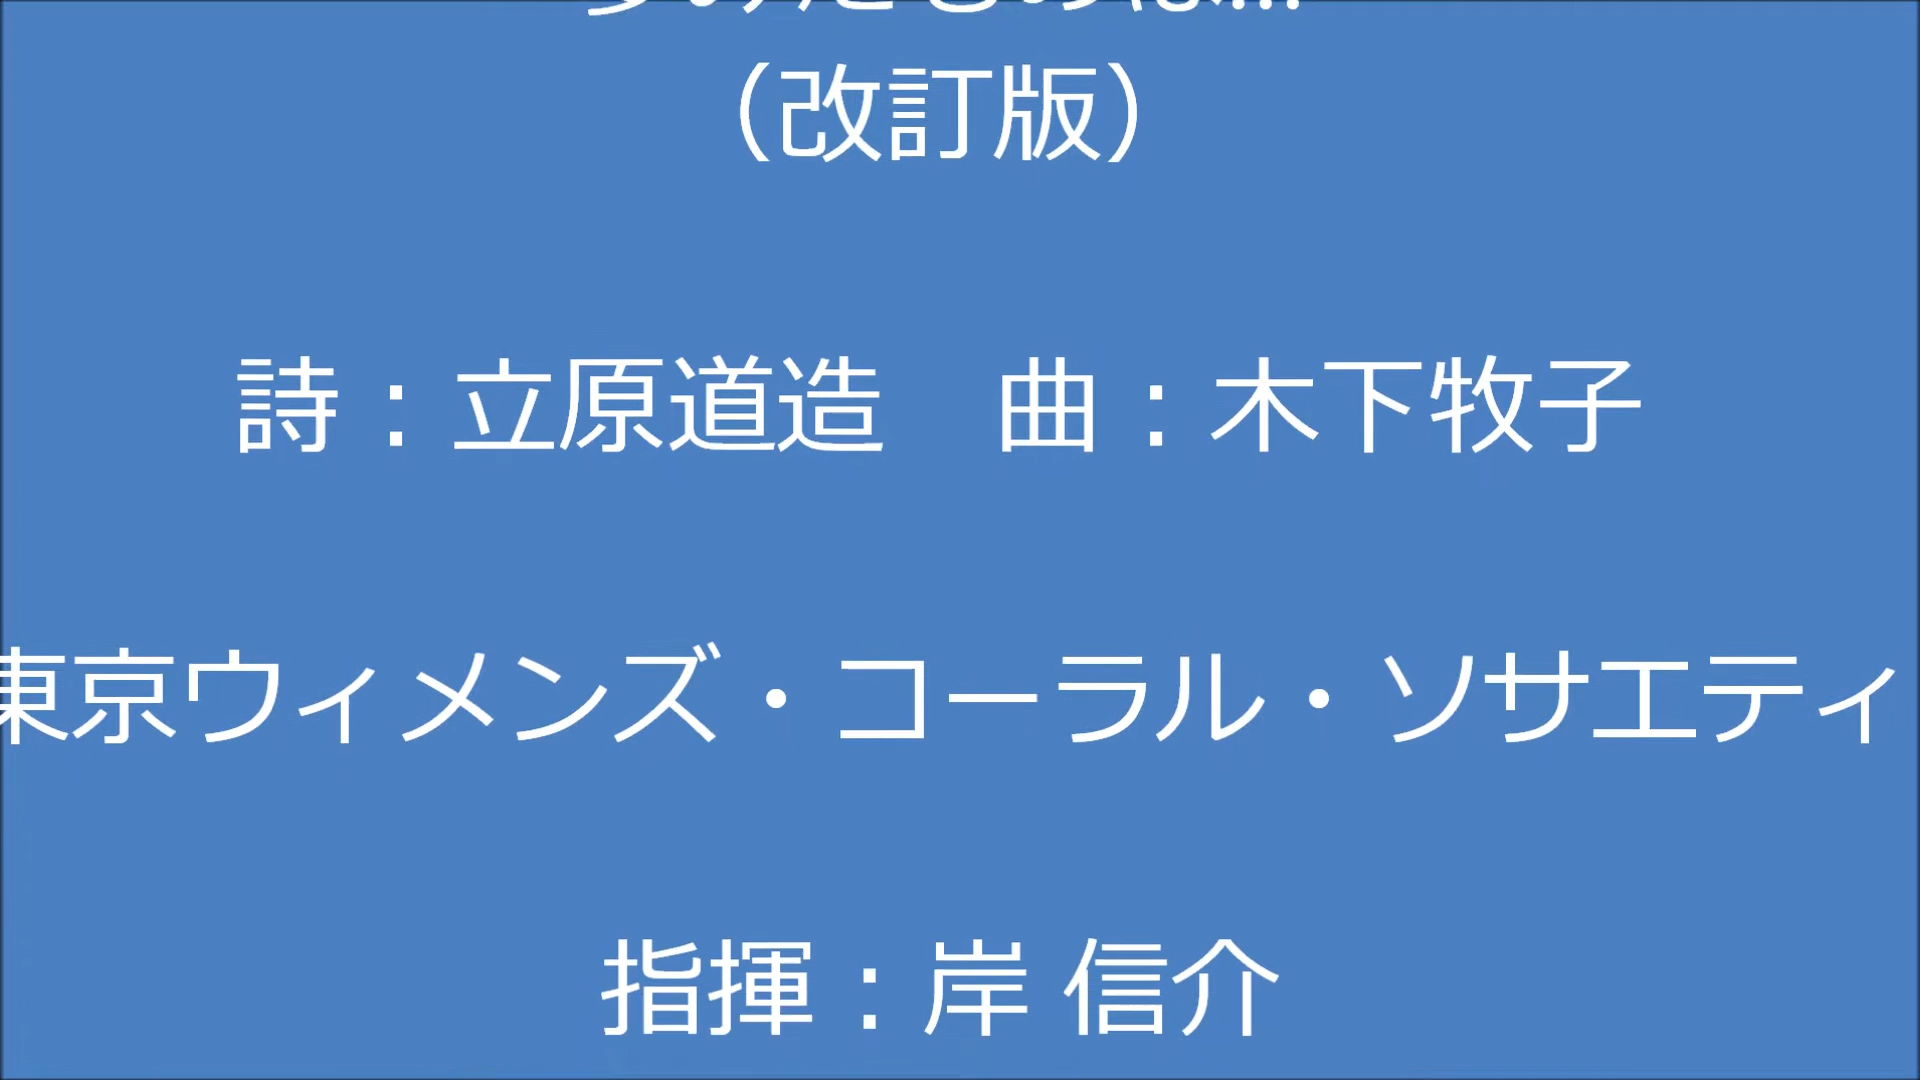 （改訂版）
詩：立原道造　曲：木下牧子
東京ウィメンズ・コーラル・ソサエティ
指揮：岸 信介